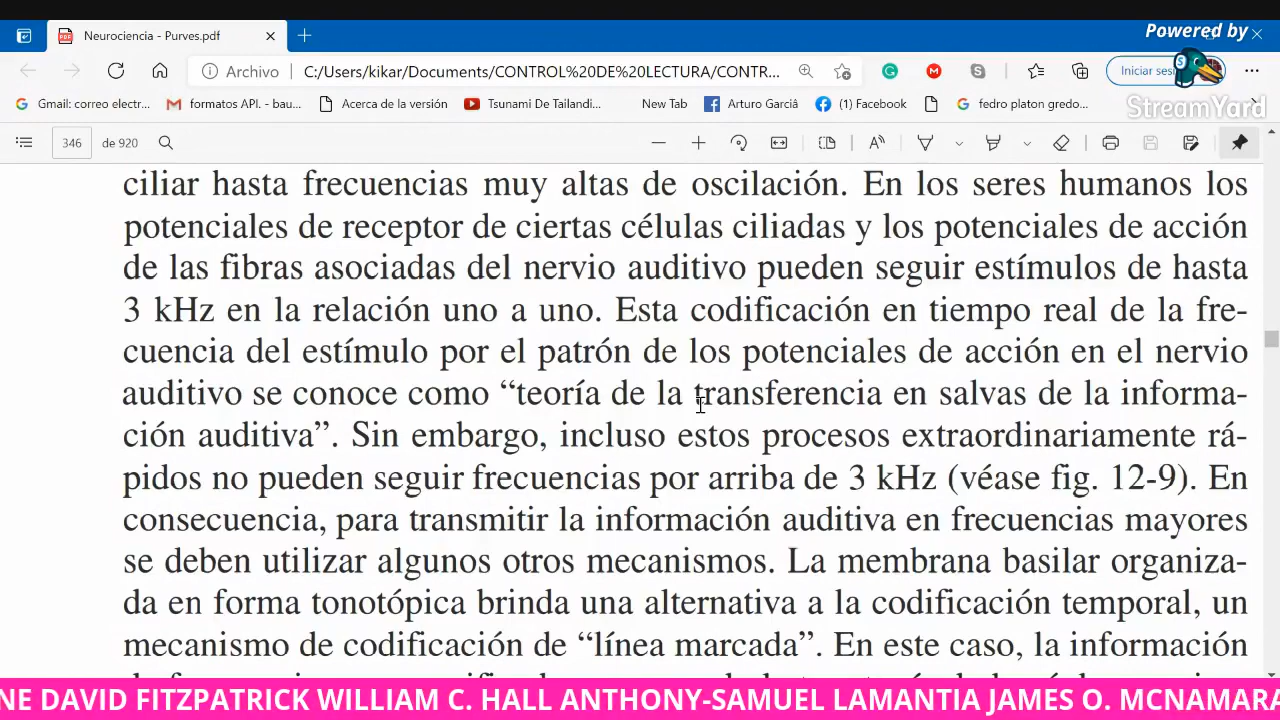 Powered by
Neurociencia - Purves.pdf
Archivo C:/Users/kikar/Documents/CONTROL%20DE%20LECTURA/CONTR...
StreamYard
Gmail: correo electr... formatos API. - bau... Acerca de la versión Tsunami De Tailandi... New Tab Arturo Garciâ (1) Facebook fedro platon gredo...
346 de 920
ciliar hasta frecuencias muy altas de oscilación. En los seres humanos los
potenciales de receptor de ciertas células ciliadas y los potenciales de acción
de las fibras asociadas del nervio auditivo pueden seguir estímulos de hasta
3 kHz en la relación uno a uno. Esta codificación en tiempo real de la fre-
cuencia del estímulo por el patrón de los potenciales de acción en el nervio
auditivo se conoce como “teoría de la transferencia en salvas de la informa-
ción auditiva”. Sin embargo, incluso estos procesos extraordinariamente rá-
pidos no pueden seguir frecuencias por arriba de 3 kHz (véase fig. 12-9). En
consecuencia, para transmitir la información auditiva en frecuencias mayores
se deben utilizar algunos otros mecanismos. La membrana basilar organiza-
da en forma tonotópica brinda una alternativa a la codificación temporal, un
mecanismo de codificación de “línea marcada”. En este caso, la información
NE DAVID FITZPATRICK WILLIAM C. HALL ANTHONY-SAMUEL LAMANTIA JAMES O. MCNAMARA